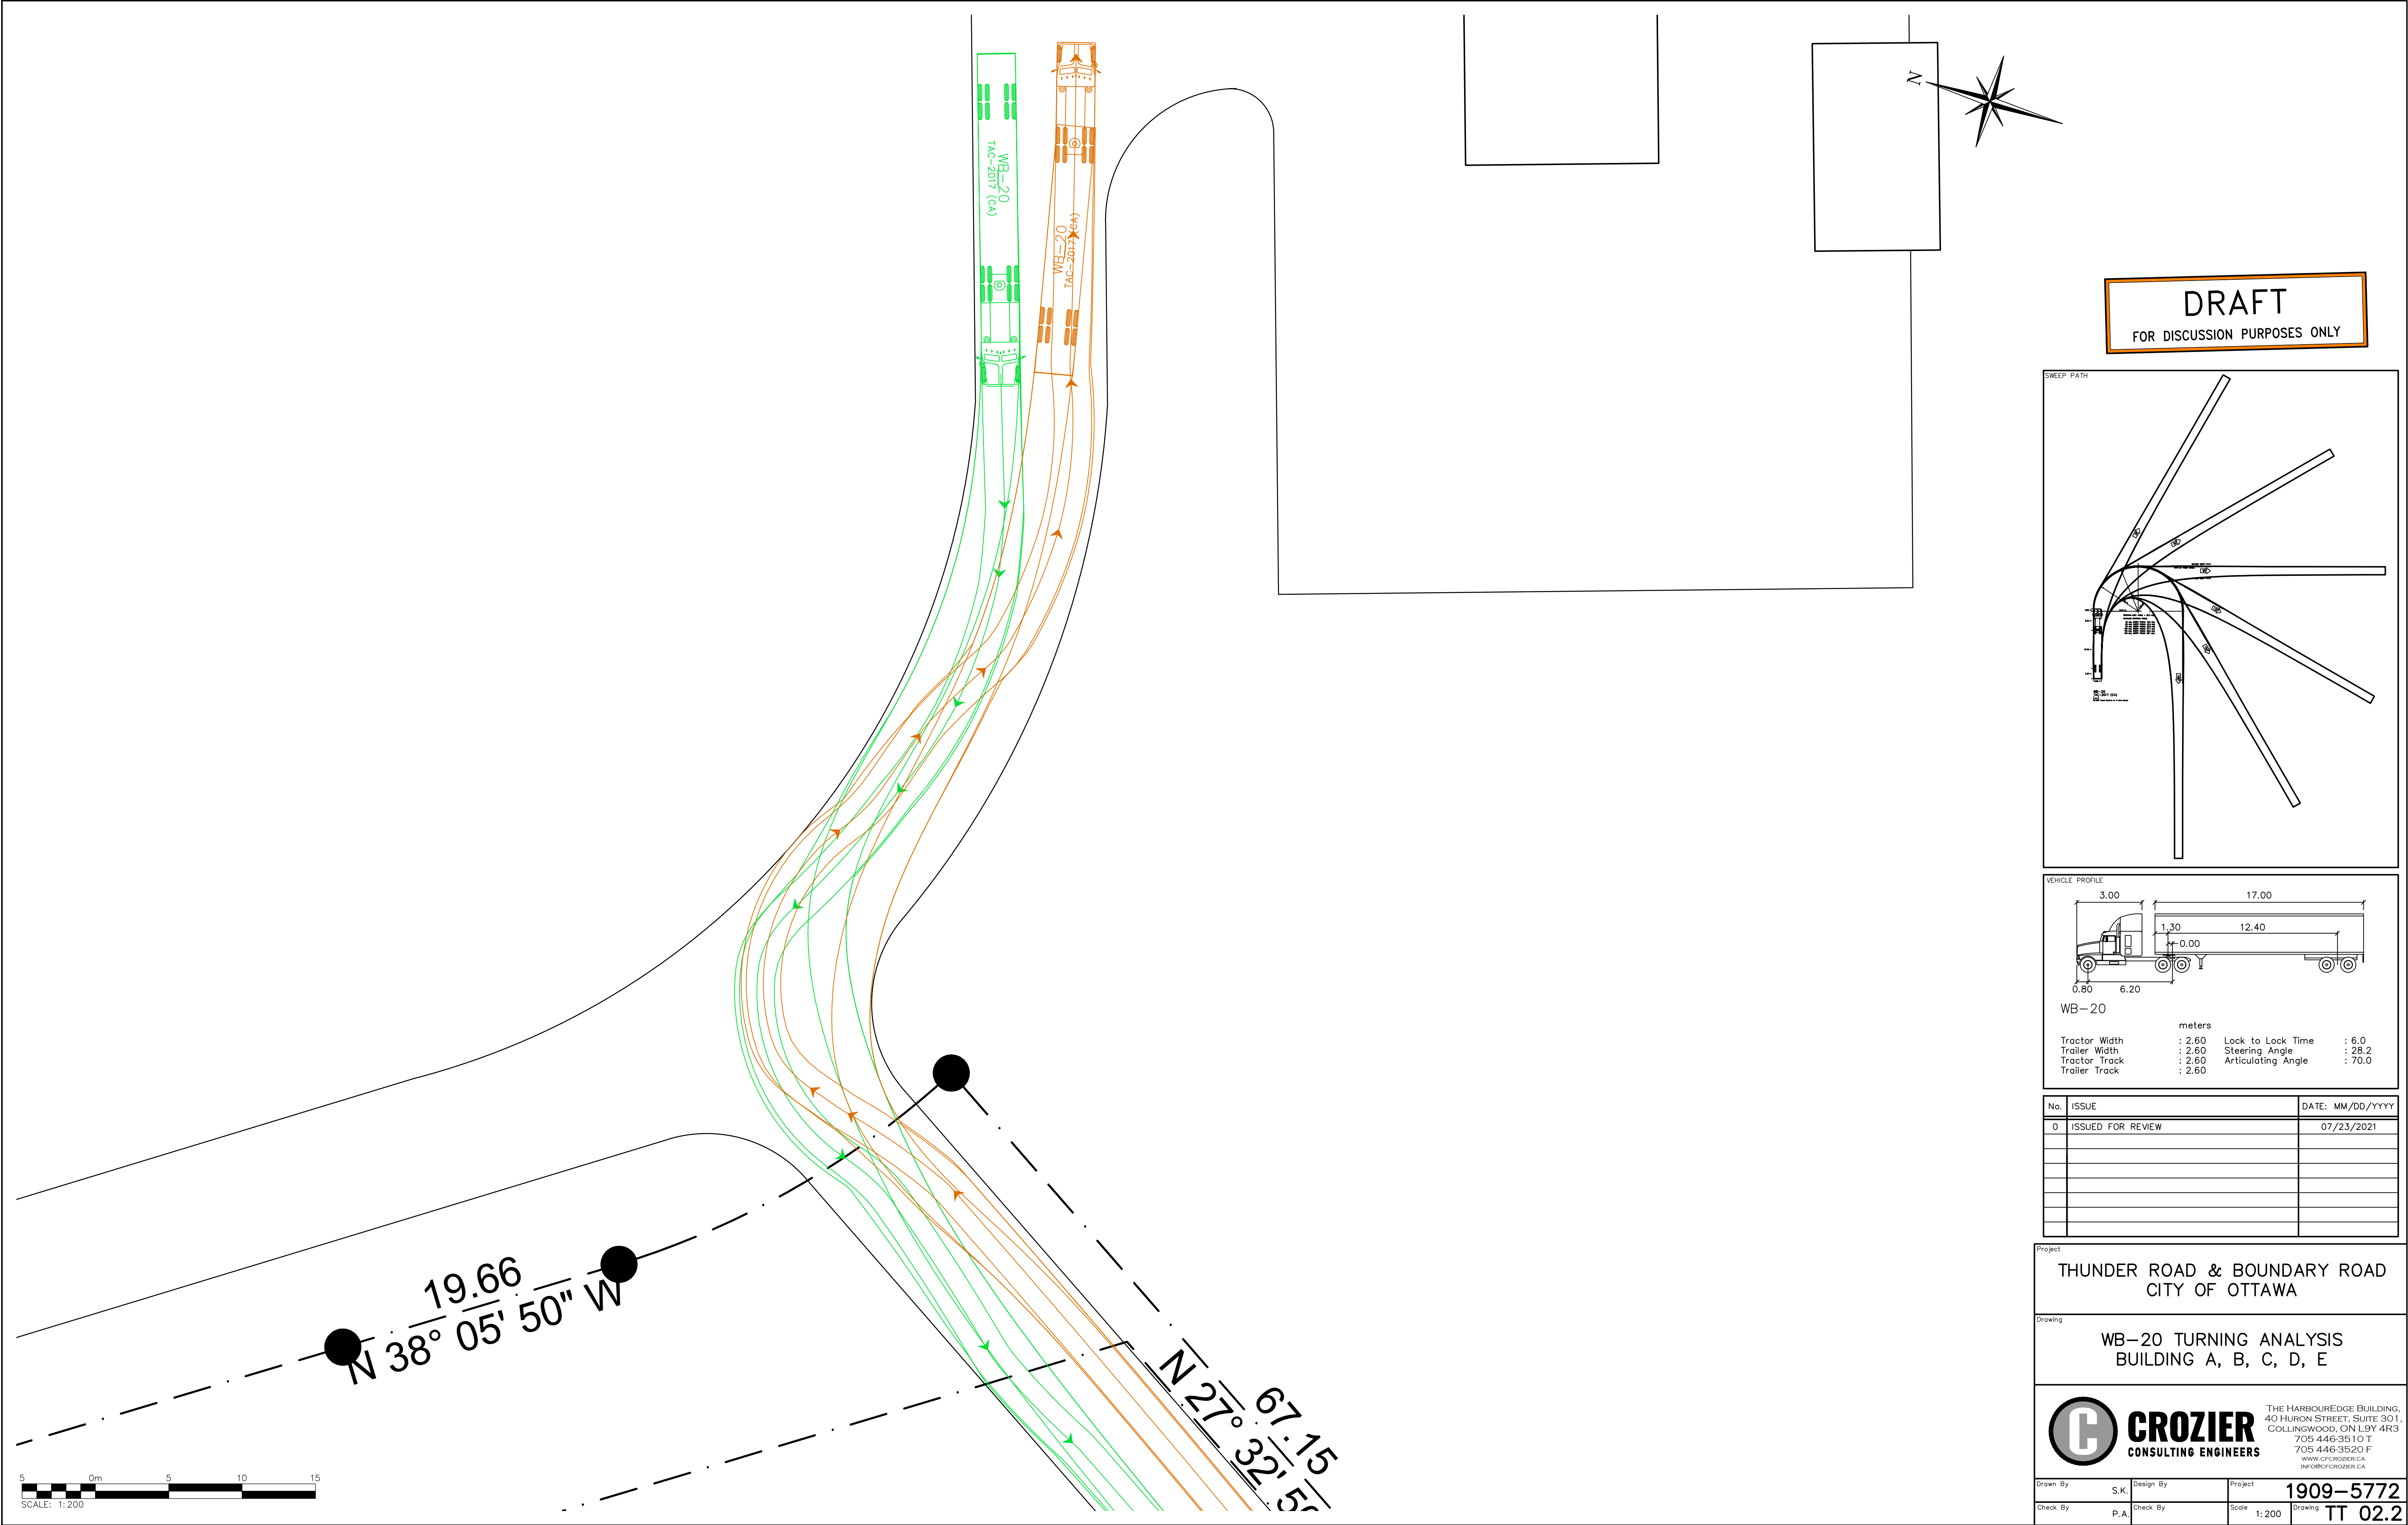 WB-20
TAC-2017 (CA)
WB-20
TAC-2017 (CA)
N
DRAFT
FOR DISCUSSION PURPOSES ONLY
SWEEP PATH
WB-20
VEHICLE PROFILE
3.00
17.00
1.30
12.40
0.00
0.80
6.20
WB-20
meters
Tractor Width : 2.60 Lock to Lock Time : 6.0
Trailer Width : 2.60 Steering Angle : 28.2
Tractor Track : 2.60 Articulating Angle : 70.0
Trailer Track : 2.60
No. ISSUE DATE: MM/DD/YYYY
0 ISSUED FOR REVIEW 07/23/2021
19.66
N 38° 05' 50" W
67.15
N 27° 32'
Project
THUNDER ROAD & BOUNDARY ROAD
CITY OF OTTAWA
Drawing
WB-20 TURNING ANALYSIS
BUILDING A, B, C, D, E
C
CROZIER
CONSULTING ENGINEERS
THE HARBOUREDGE BUILDING,
40 HURON STREET, SUITE 301,
COLLINGWOOD, ON L9Y 4R3
705 446-3510 T
705 446-3520 F
WWW.CFCROZIER.CA
INFO@CFCROZIER.CA
Drawn By S.K. Design By Project 1909-5772
Check By P.A. Check By Scale 1:200 Drawing TT 02.2
5 0m 5 10 15
SCALE: 1:200